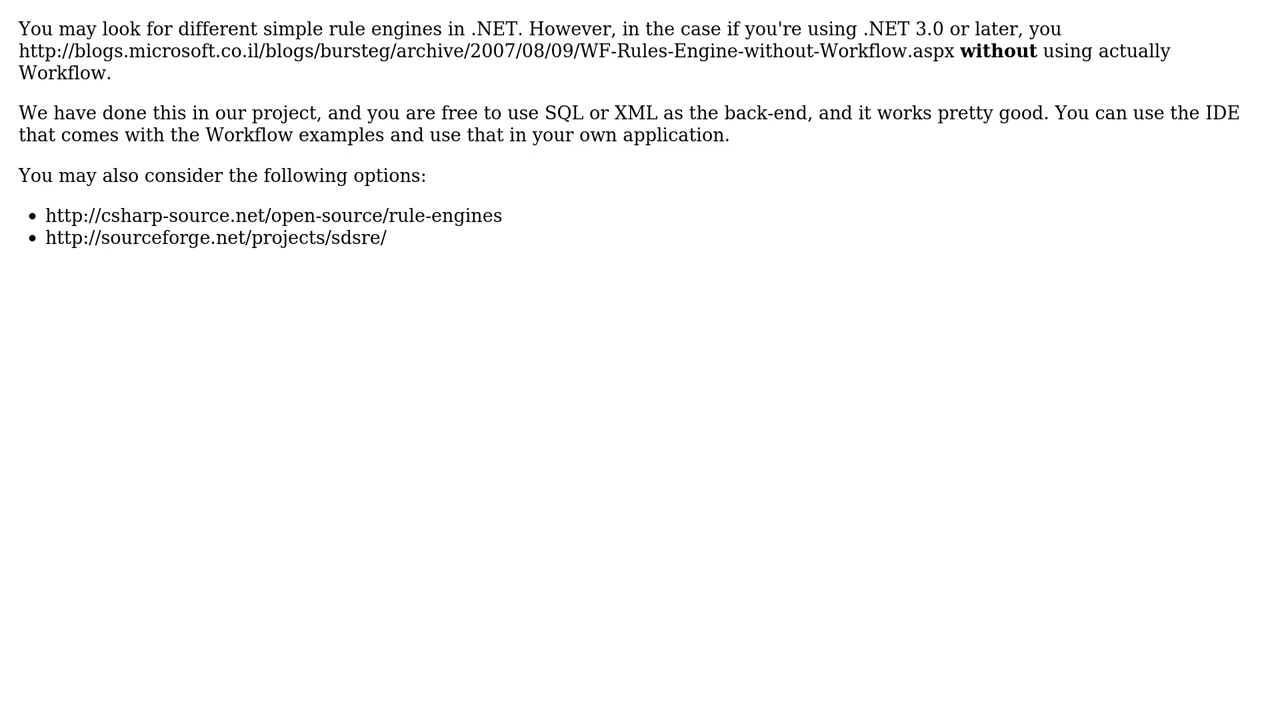 You may look for different simple rule engines in .NET. However, in the case if you're using .NET 3.0 or later, you
http://blogs.microsoft.co.il/blogs/bursteg/archive/2007/08/09/WF-Rules-Engine-without-Workflow.aspx without using actually
Workflow.
We have done this in our project, and you are free to use SQL or XML as the back-end, and it works pretty good. You can use the IDE
that comes with the Workflow examples and use that in your own application.
You may also consider the following options:
• http://csharp-source.net/open-source/rule-engines
• http://sourceforge.net/projects/sdsre/